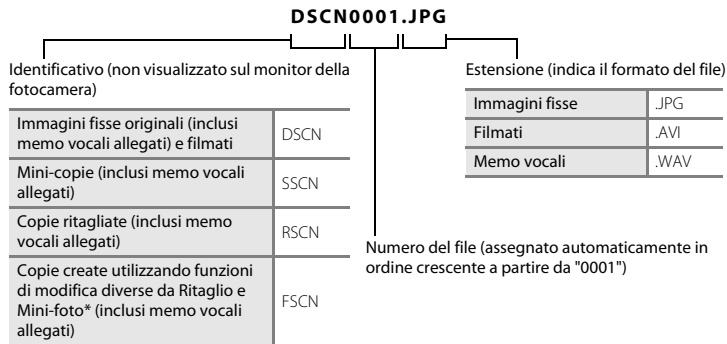 DSCN0001.JPG
Identificativo (non visualizzato sul monitor della
fotocamera)
Immagini fisse originali (inclusi
memo vocali allegati) e filmati
DSCN
Mini-copie (inclusi memo vocali
allegati)
SSCN
Copie ritagliate (inclusi memo
vocali allegati)
RSCN
Copie create utilizzando funzioni
di modifica diverse da Ritaglio e
Mini-foto* (inclusi memo vocali
allegati)
FSCN
Estensione (indica il formato del file)
Immagini fisse
.JPG
Filmati
.AVI
Memo vocali
.WAV
Numero del file (assegnato automaticamente in
ordine crescente a partire da "0001")